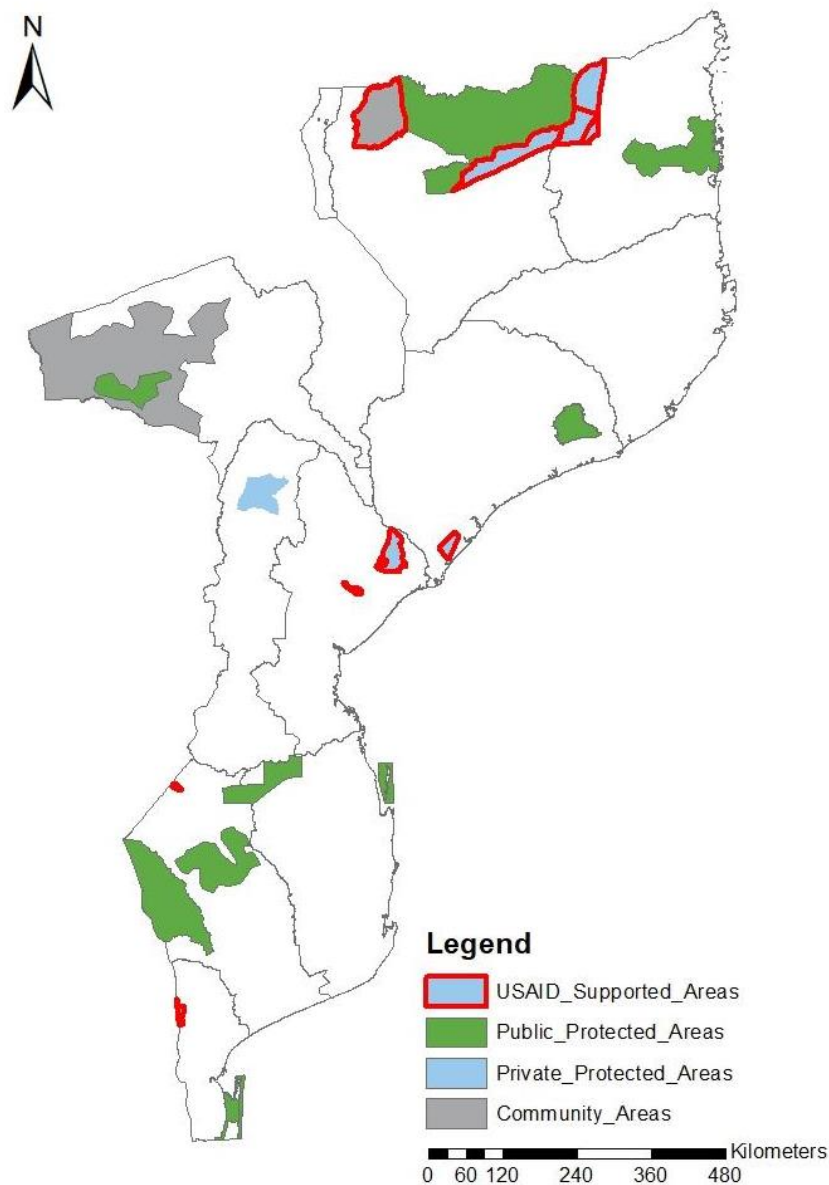 N
Legend
USAID_Supported_Areas
Public_Protected_Areas
Private_Protected_Areas
Community_Areas
Kilometers
0 60 120 240 360 480